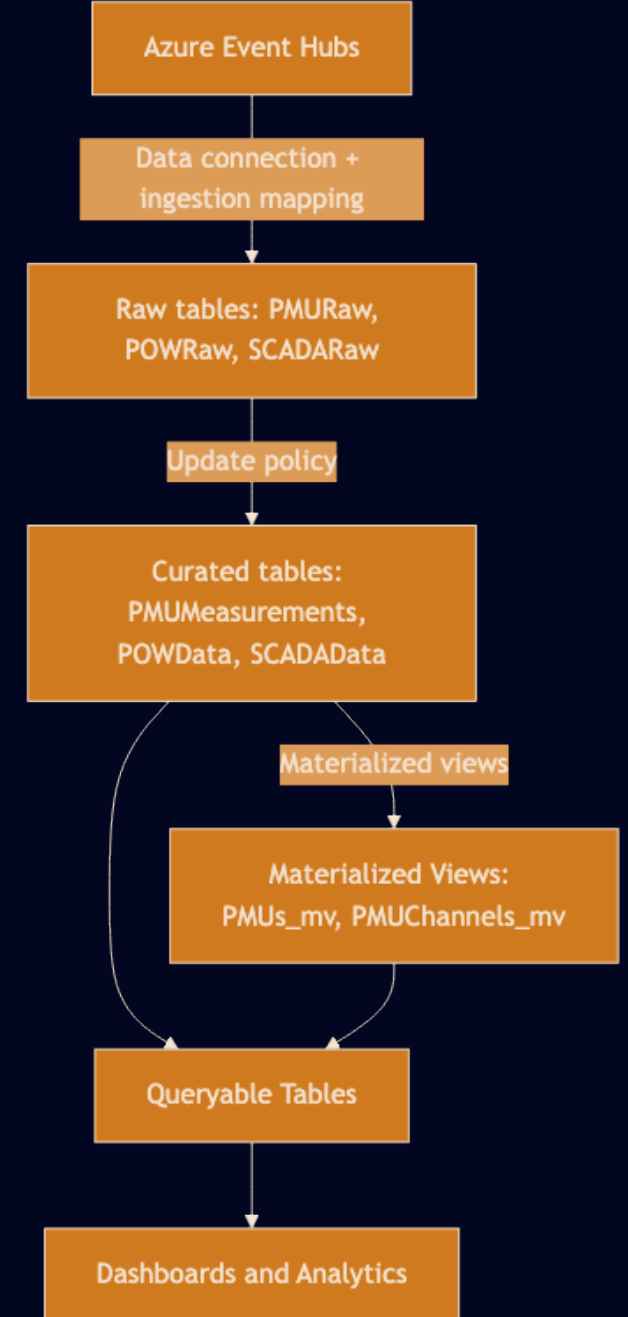 Azure Event Hubs
Data connection +
ingestion mapping
Raw tables: PMURaw,
POWRaw, SCADARaw
Update policy
Curated tables:
PMUMeasurements,
POWData, SCADAData
Materialized views
Materialized Views:
PMUs_mv, PMUChannels_mv
Queryable Tables
Dashboards and Analytics